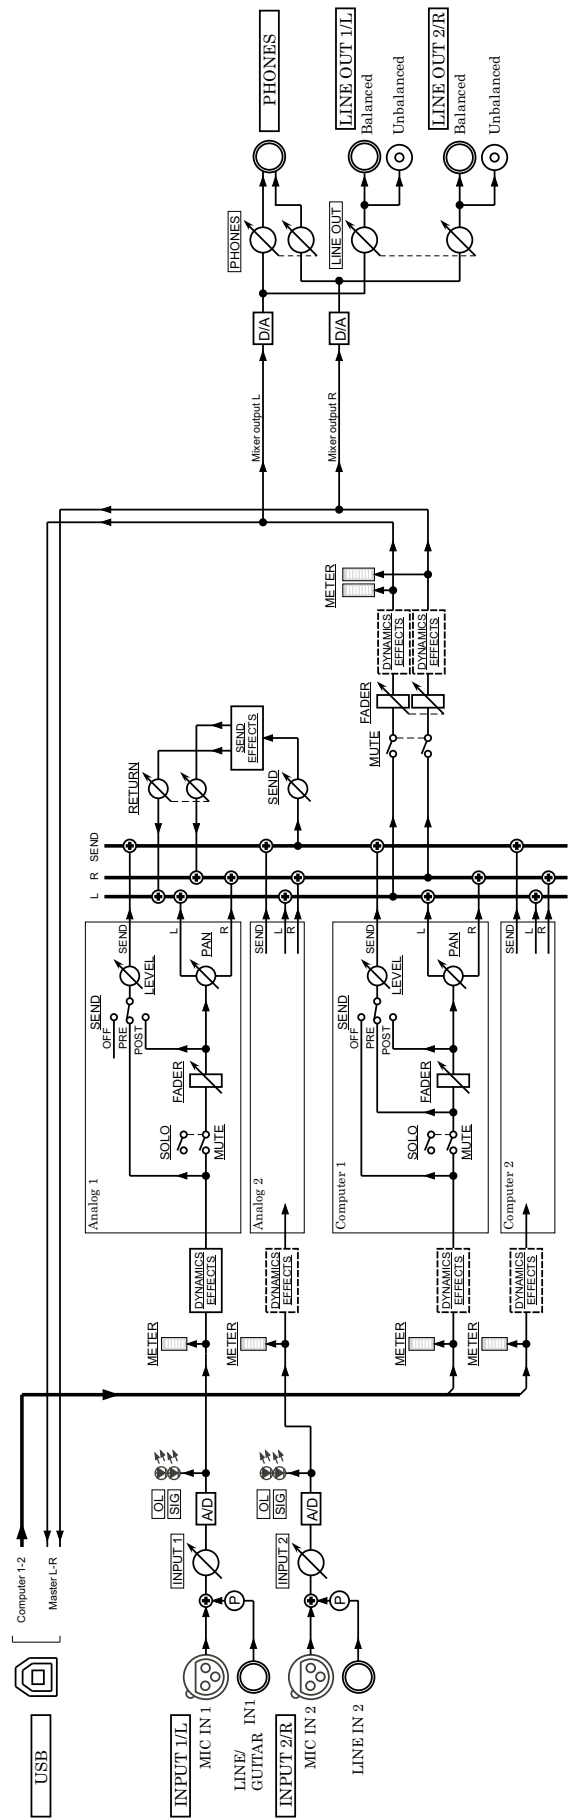 USB
Computer 1-2
Master L-R
INPUT 1/L
MIC IN 1
LINE/
GUITAR
IN1
P
INPUT 1
A/D
OL
SIG
METER
DYNAMICS
EFFECTS
INPUT 2/R
MIC IN 2
LINE IN 2
P
INPUT 2
A/D
OL
SIG
METER
DYNAMICS
EFFECTS
METER
DYNAMICS
EFFECTS
METER
DYNAMICS
EFFECTS
Analog 1
SOLO
MUTE
FADER
SEND
OFF
PRE
POST
LEVEL
PAN
SEND
L
R
Analog 2
SEND
L
R
Computer 1
SOLO
MUTE
FADER
SEND
OFF
PRE
POST
LEVEL
PAN
SEND
L
R
Computer 2
SEND
L
R
L
R
SEND
RETURN
SEND
SEND
EFFECTS
MUTE
FADER
DYNAMICS
EFFECTS
DYNAMICS
EFFECTS
METER
Mixer output L
Mixer output R
D/A
D/A
PHONES
LINE OUT
PHONES
LINE OUT 1/L
Balanced
Unbalanced
LINE OUT 2/R
Balanced
Unbalanced